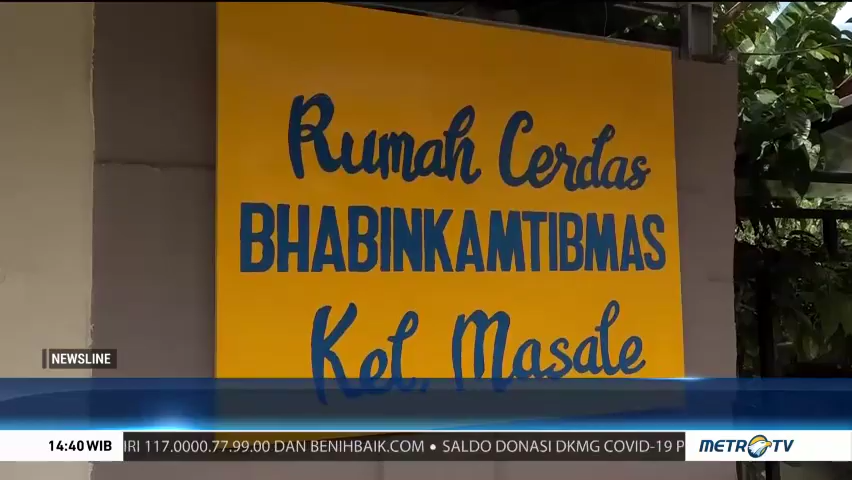 Rumah Cerdas
BHABINKAMTIBMAS
Kel. Masale
NEWSLINE
14:40 WIB
IRI 117.0000.77.99.00 DAN BENIHBAIK.COM • SALDO DONASI DKMG COVID-19 P
METRO TV